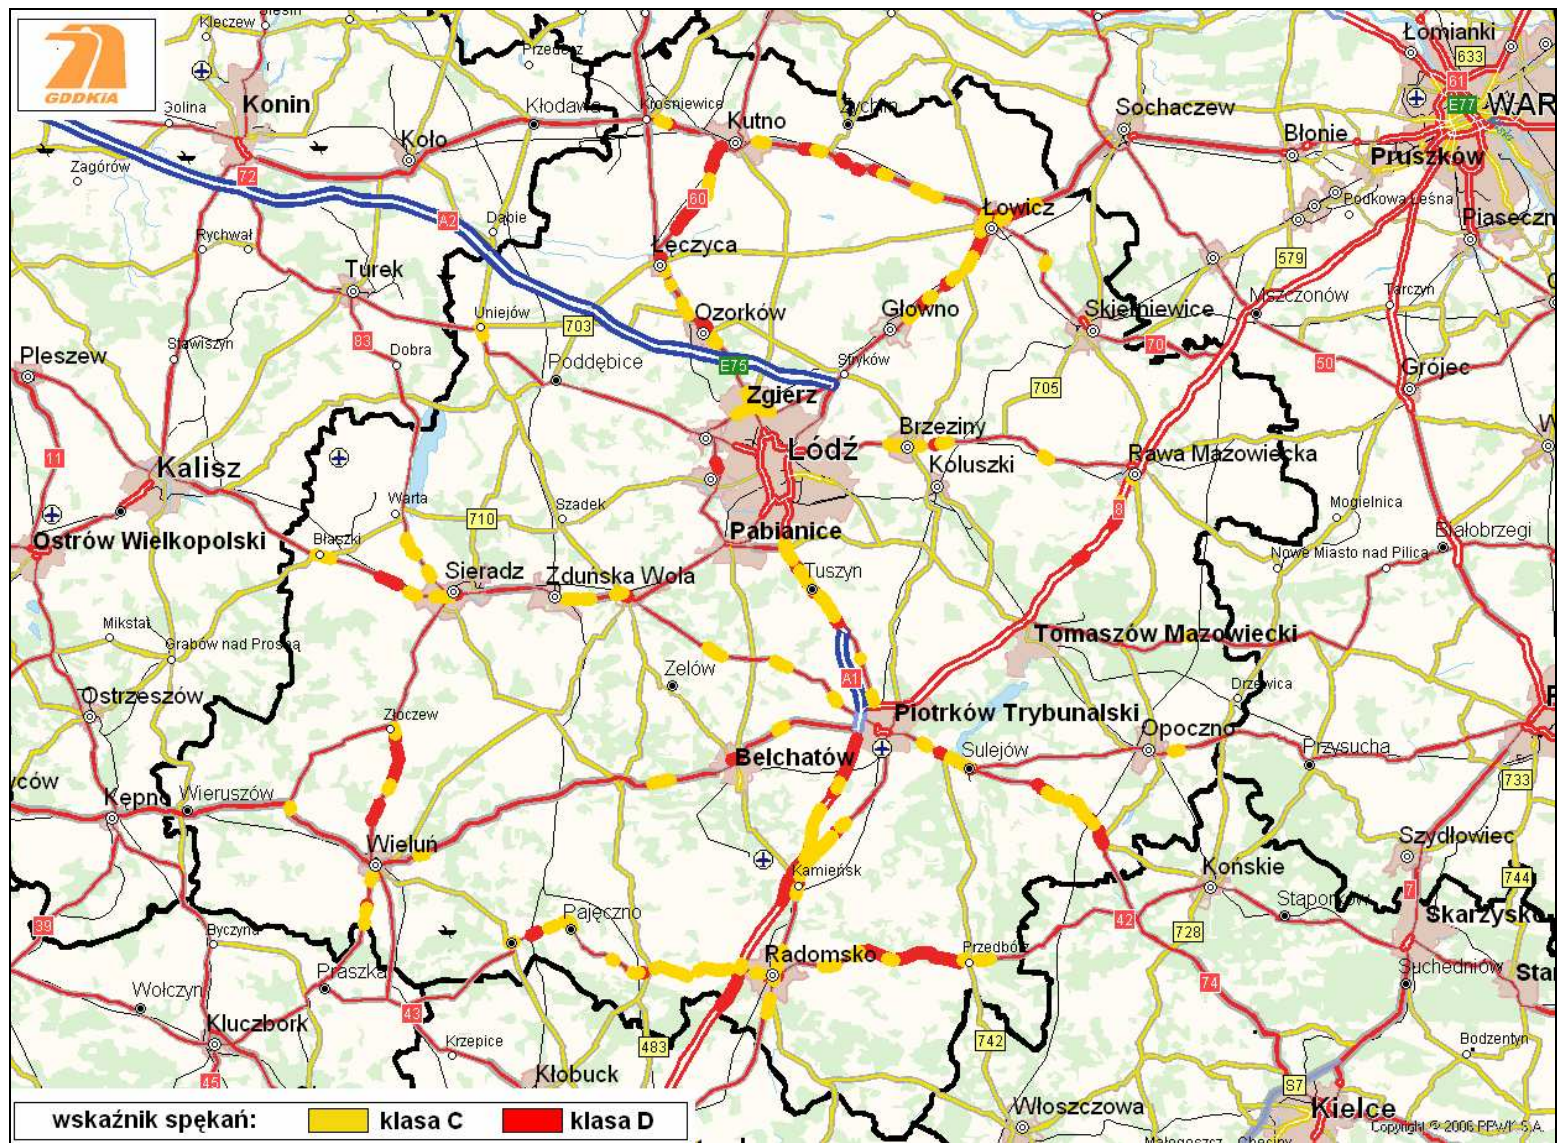 Kleczew
Łomianki
Przedecz
633
GDDKiA
Golina
Konin
Kłodawa
Krośniewice
Żychlin
Sochaczew
61
E77
WAR
Kutno
Błonie
Koło
Pruszków
Zagórów
72
60
Podkowa Leśna
Łowicz
Piaseczn
A2
Dąbie
Rychwał
Łęczyca
579
Turek
Mszczonów
Tarczyn
Uniejów
703
Ozorków
Głowno
Skierniewice
83
Stawiszyn
Dobra
70
Pleszew
Poddębice
E75
Stryków
50
Grójec
Zgierz
705
Brzeziny
11
Łódź
Kalisz
Koluszki
Rawa Mazowiecka
Warta
Szadek
Mogielnica
710
8
Białobrzegi
Ostrów Wielkopolski
Błaszki
Pabianice
Nowe Miasto nad Pilicą
Sieradz
Zduńska Wola
Tuszyn
Mikstat
Grabów nad Prosną
Tomaszów Mazowiecki
Zelów
A1
Drzewica
Ostrzeszów
Złoczew
Piotrków Trybunalski
Opoczno
Przysucha
Bełchatów
Sulejów
733
Kępno
Wieruszów
Szydłowiec
Wieluń
Kamieńsk
Końskie
744
7
Stąporków
Skarżysko
39
Pajęczno
42
728
Byczyna
Radomsko
Przedbórz
Praszka
Suchedniów
Star
Wołczyn
74
43
Kluczbork
Krzepice
483
742
Bodzentyn
45
Kłobuck
S7
wskaźnik spękań:
klasa C
klasa D
Włoszczowa
Kielce
Copyright © 2006 PPWK S.A.
Małogoszcz
Chęciny